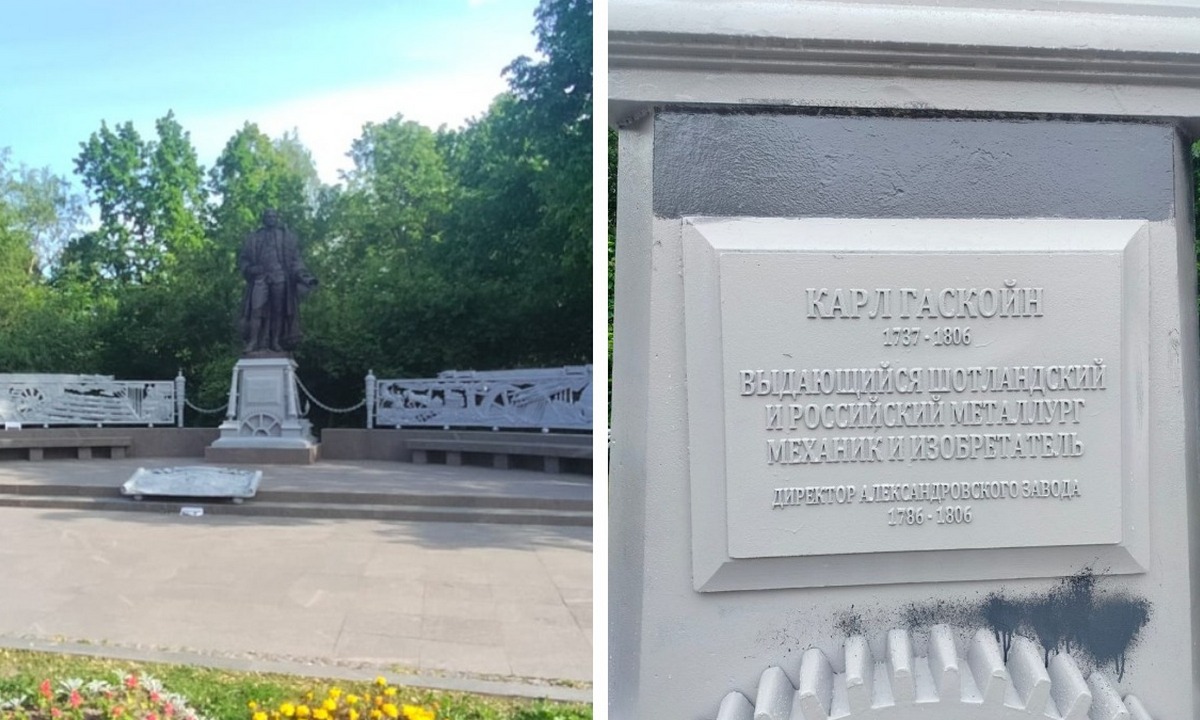 КАРЛ ГАСКОЙН
1737 - 1806
ВЫДАЮЩИЙСЯ ШОТЛАНДСКИЙ
И РОССИЙСКИЙ МЕТАЛЛУРГ
МЕХАНИК И ИЗОБРЕТАТЕЛЬ
ДИРЕКТОР АЛЕКСАНДРОВСКОГО ЗАВОДА
1786 - 1806